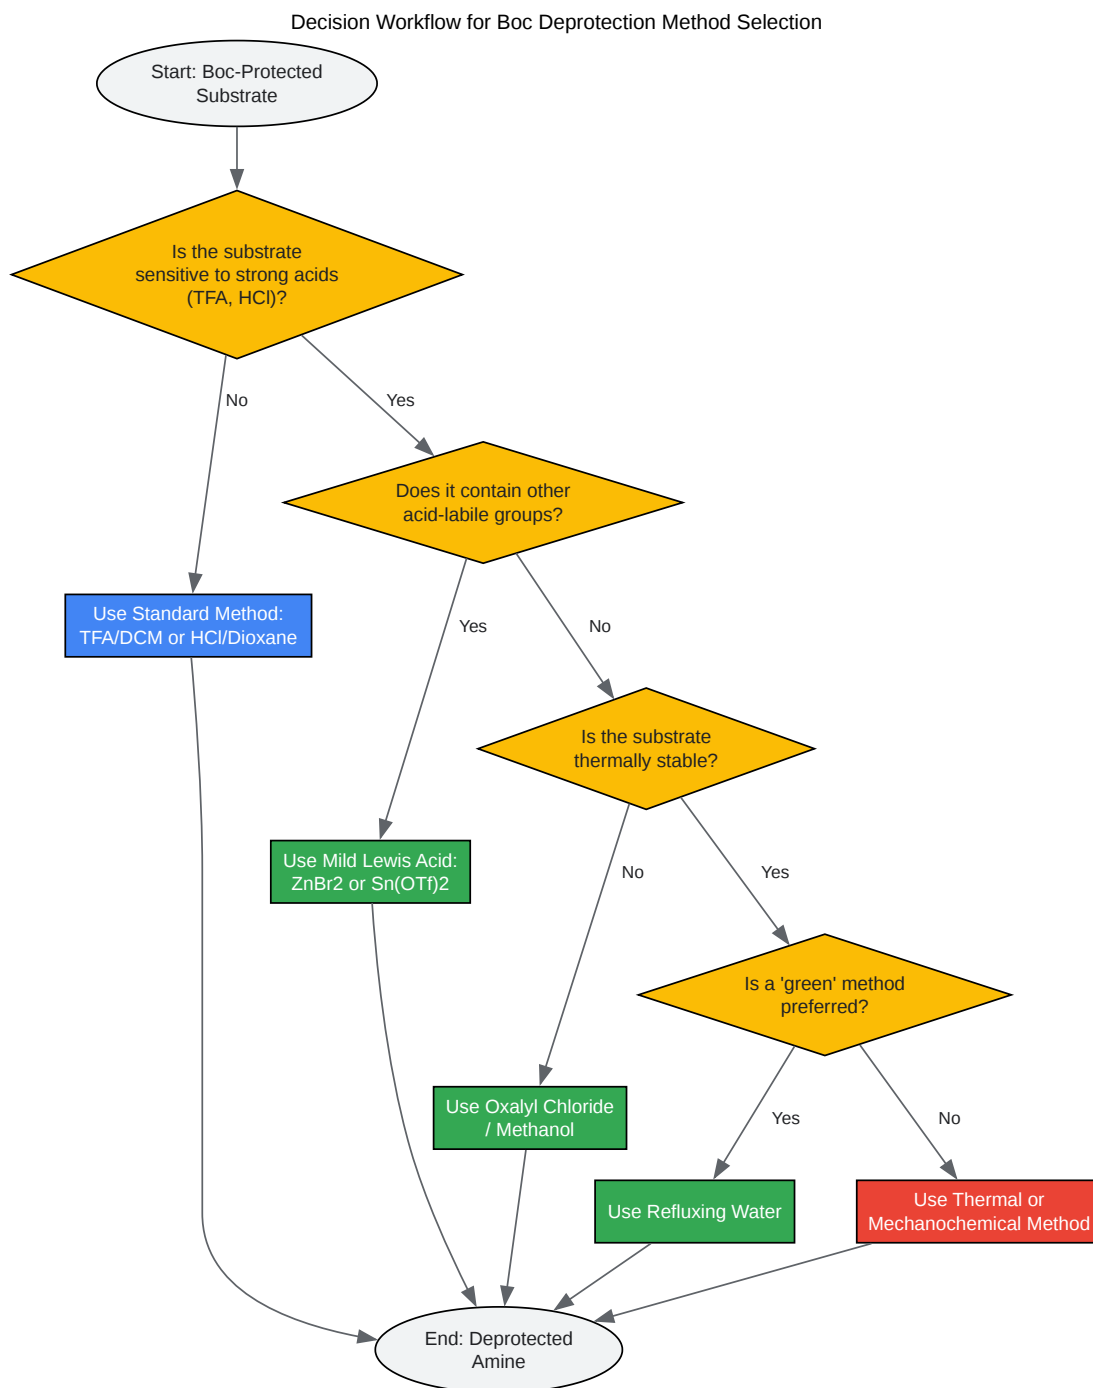 Decision Workflow for Boc Deprotection Method Selection
Start: Boc-Protected
Substrate
Is the substrate
sensitive to strong acids
(TFA, HCl)?
No
Yes
Does it contain other
acid-labile groups?
Use Standard Method:
TFA/DCM or HCl/Dioxane
Yes
No
Is the substrate
thermally stable?
Use Mild Lewis Acid:
ZnBr2 or Sn(OTf)2
No
Yes
Is a 'green' method
preferred?
Use Oxalyl Chloride
/ Methanol
Yes
No
Use Refluxing Water
Use Thermal or
Mechanochemical Method
End: Deprotected
Amine